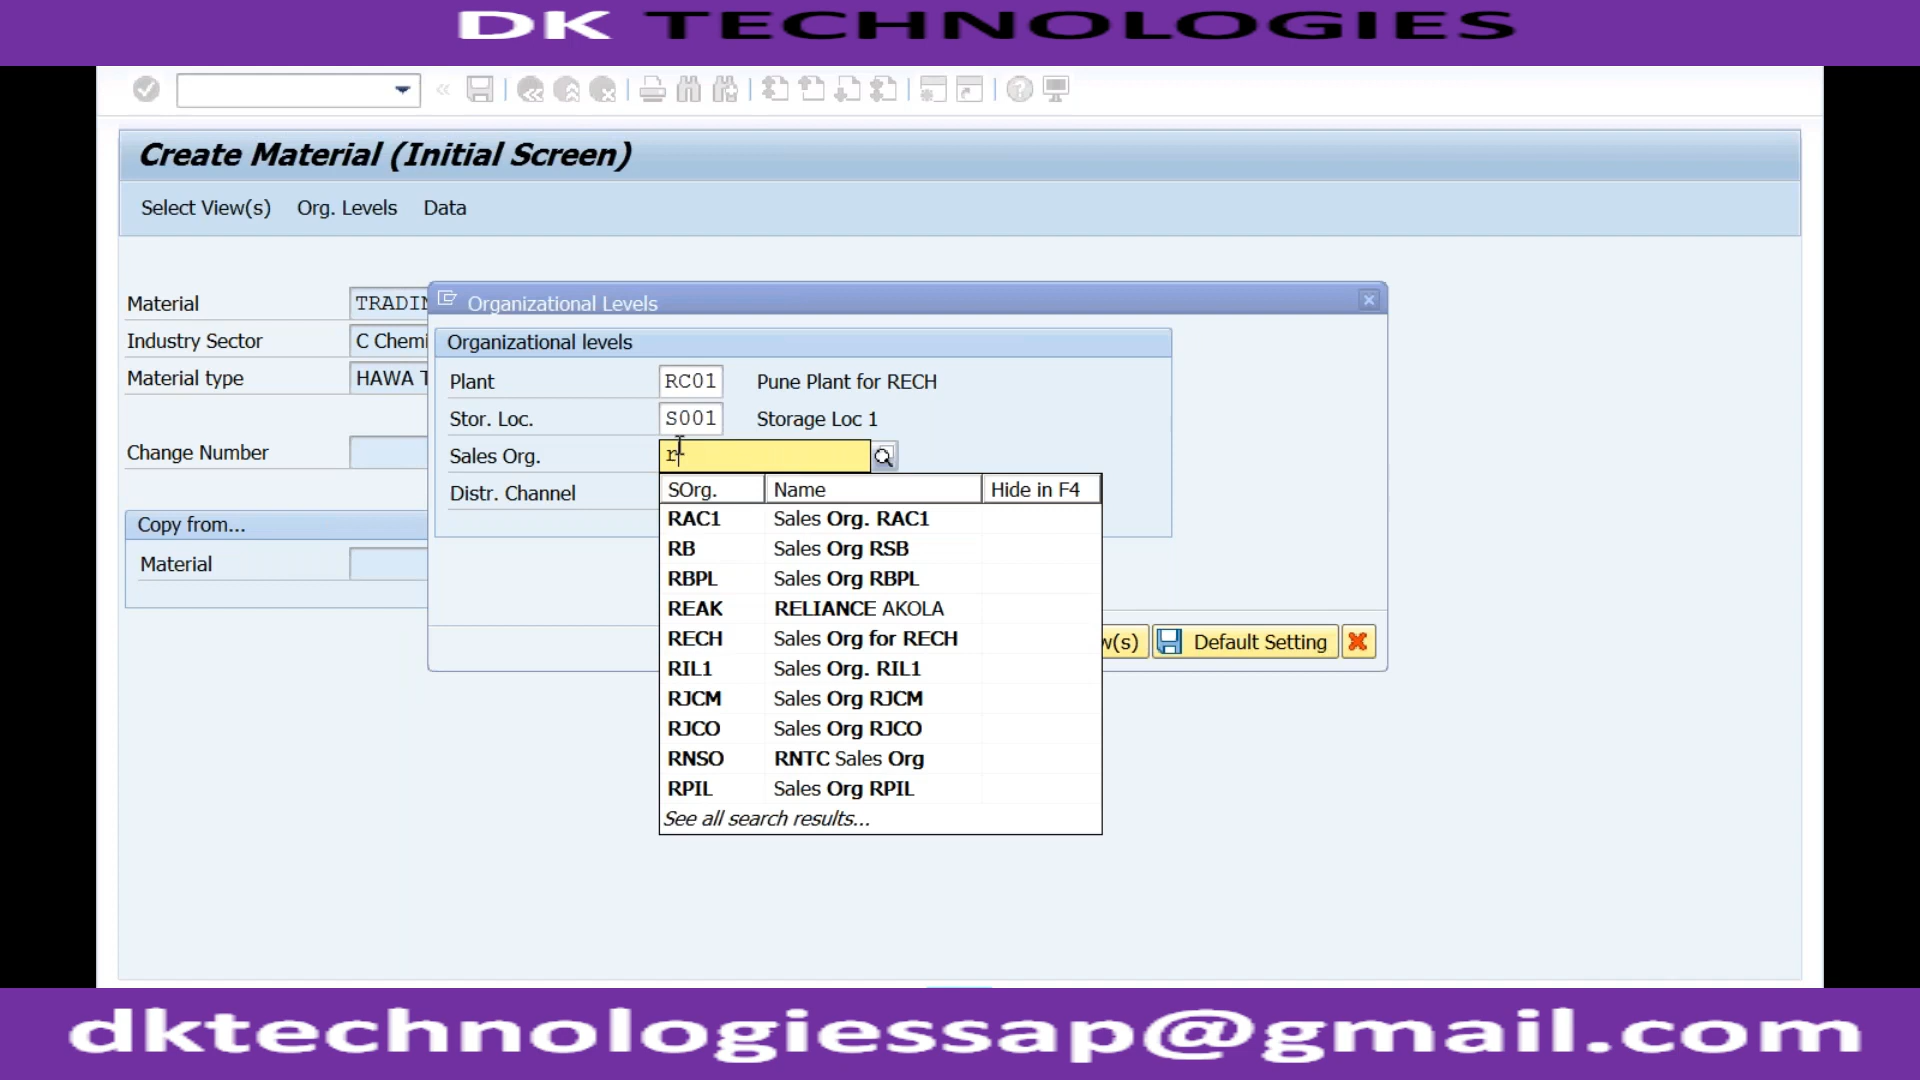 DK TECHNOLOGIES
Create Material (Initial Screen)
Select View(s) Org. Levels Data
Material TRADIN
Industry Sector C Chemi
Material type HAWA T
Change Number
Copy from...
Material
Organizational Levels
Organizational levels
Plant RC01 Pune Plant for RECH
Stor. Loc. S001 Storage Loc 1
Sales Org. r
Distr. Channel
SOrg. Name Hide in F4
RAC1 Sales Org. RAC1
RB Sales Org RSB
RBPL Sales Org RBPL
REAK RELIANCE AKOLA
RECH Sales Org for RECH
RIL1 Sales Org. RIL1
RJCM Sales Org RJCM
RJCO Sales Org RJCO
RNSO RNTC Sales Org
RPIL Sales Org RPIL
See all search results...
w(s) Default Setting
dktechnologiessap@gmail.com